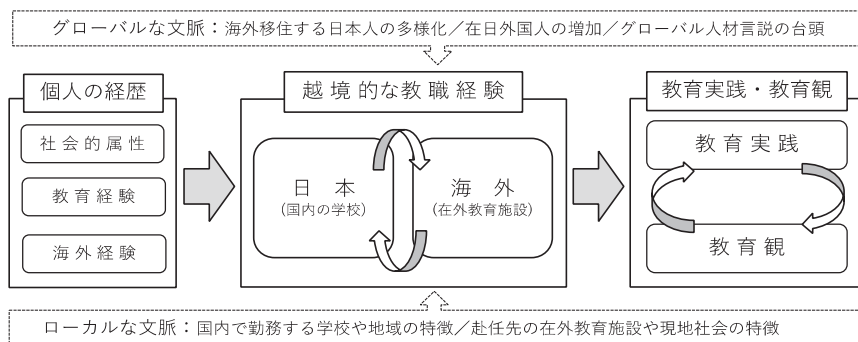 グローバルな文脈：海外移住する日本人の多様化／在日外国人の増加／グローバル人材言説の台頭
個人の経歴
社会的属性
教育経験
海外経験
越境的な教職経験
日本
(国内の学校)
海外
(在外教育施設)
教育実践・教育観
教育実践
教育観
ローカルな文脈：国内で勤務する学校や地域の特徴／赴任先の在外教育施設や現地社会の特徴